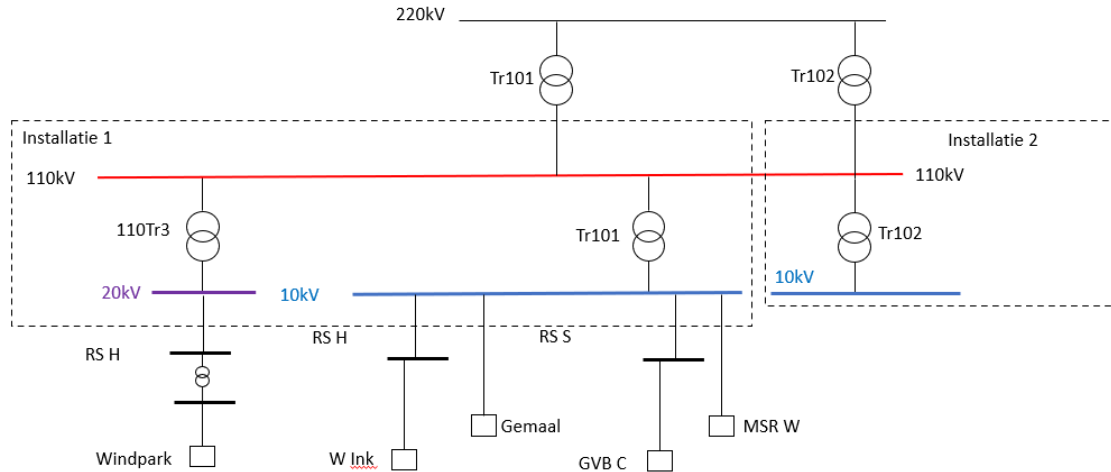 220kV
Tr101
Tr102
Installatie 1
Installatie 2
110kV
110kV
110Tr3
Tr101
Tr102
20kV
10kV
10kV
RS H
RS H
RS S
Windpark
W Ink
Gemaal
GVB C
MSR W